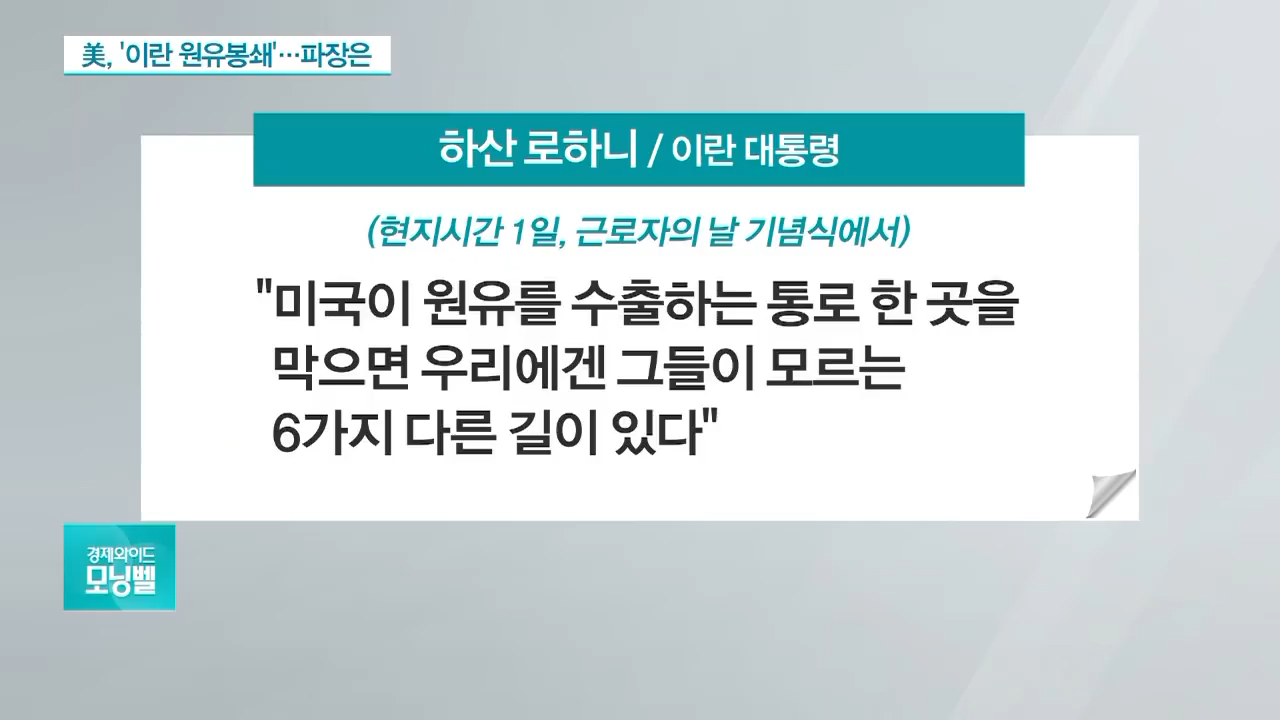 美, '이란 원유봉쇄'…파장은
하산 로하니 / 이란 대통령
(현지시간 1일, 근로자의 날 기념식에서)
"미국이 원유를 수출하는 통로 한 곳을
막으면 우리에겐 그들이 모르는
6가지 다른 길이 있다"
경제와이드
모닝벨